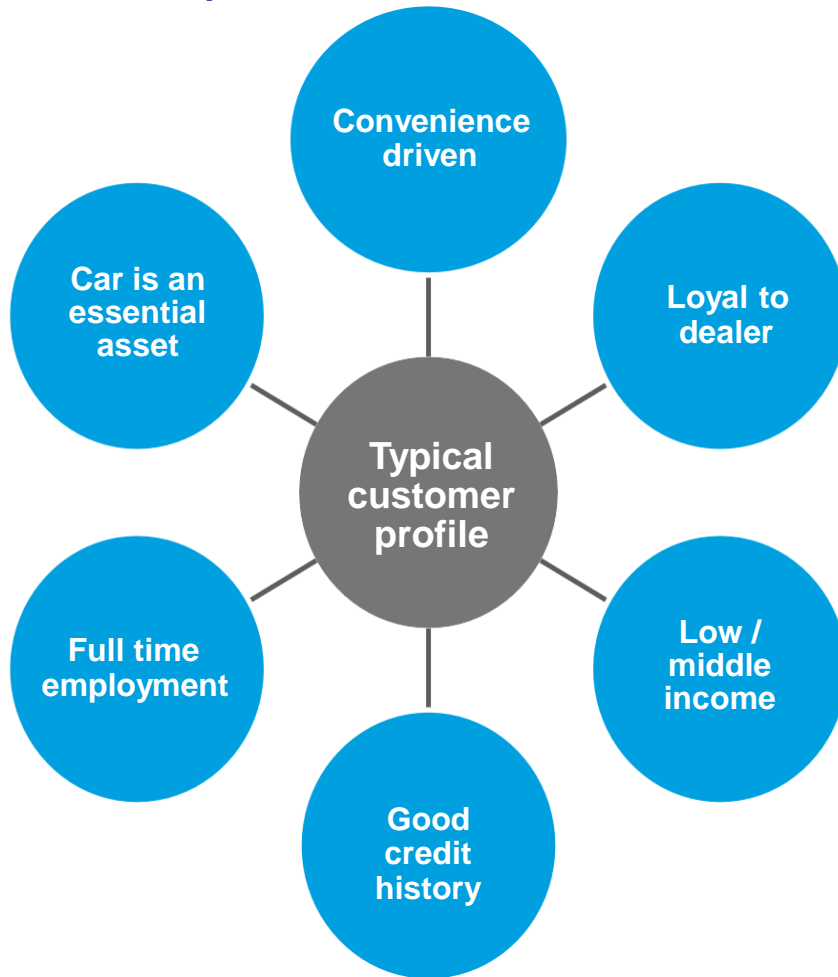 Convenience
driven
Loyal to
dealer
Low /
middle
income
Good
credit
history
Full time
employment
Car is an
essential
asset
Typical
customer
profile